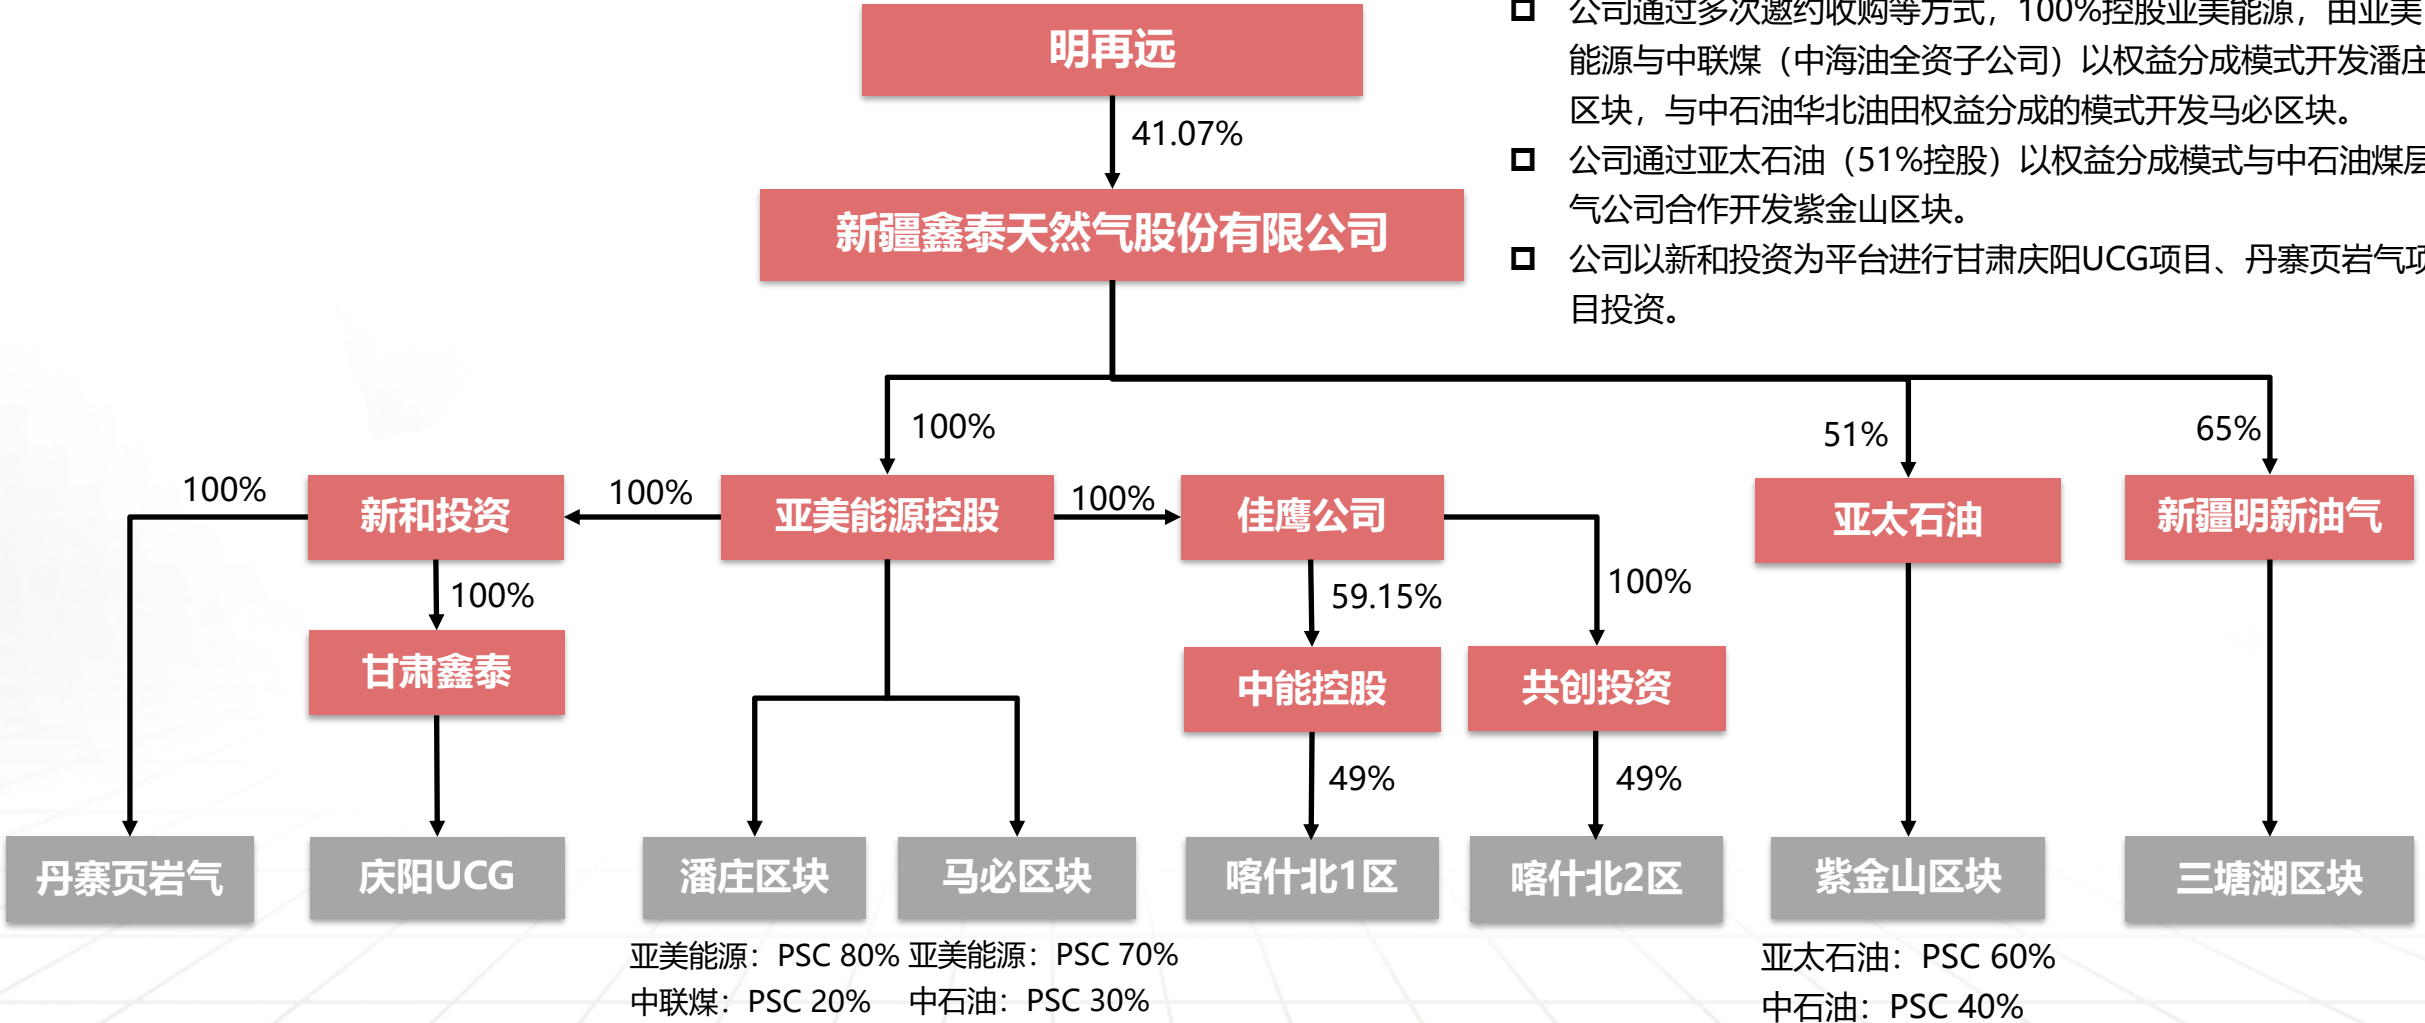 明再远
41.07%
新疆鑫泰天然气股份有限公司
公司通过多次邀约收购等方式，100%控股亚美能源，由亚美
能源与中联煤（中海油全资子公司）以权益分成模式开发潘庄
区块，与中石油华北油田权益分成的模式开发马必区块。
公司通过亚太石油（51%控股）以权益分成模式与中石油煤层
气公司合作开发紫金山区块。
公司以新和投资为平台进行甘肃庆阳UCG项目、丹寨页岩气项
目投资。
100%
51%
65%
100%
新和投资
100%
亚美能源控股
100%
佳鹰公司
亚太石油
新疆明新油气
100%
59.15%
100%
甘肃鑫泰
中能控股
共创投资
49%
49%
丹寨页岩气
庆阳UCG
潘庄区块
马必区块
喀什北1区
喀什北2区
紫金山区块
三塘湖区块
亚美能源：PSC 80%
亚美能源：PSC 70%
亚太石油：PSC 60%
中联煤：PSC 20%
中石油：PSC 30%
中石油：PSC 40%